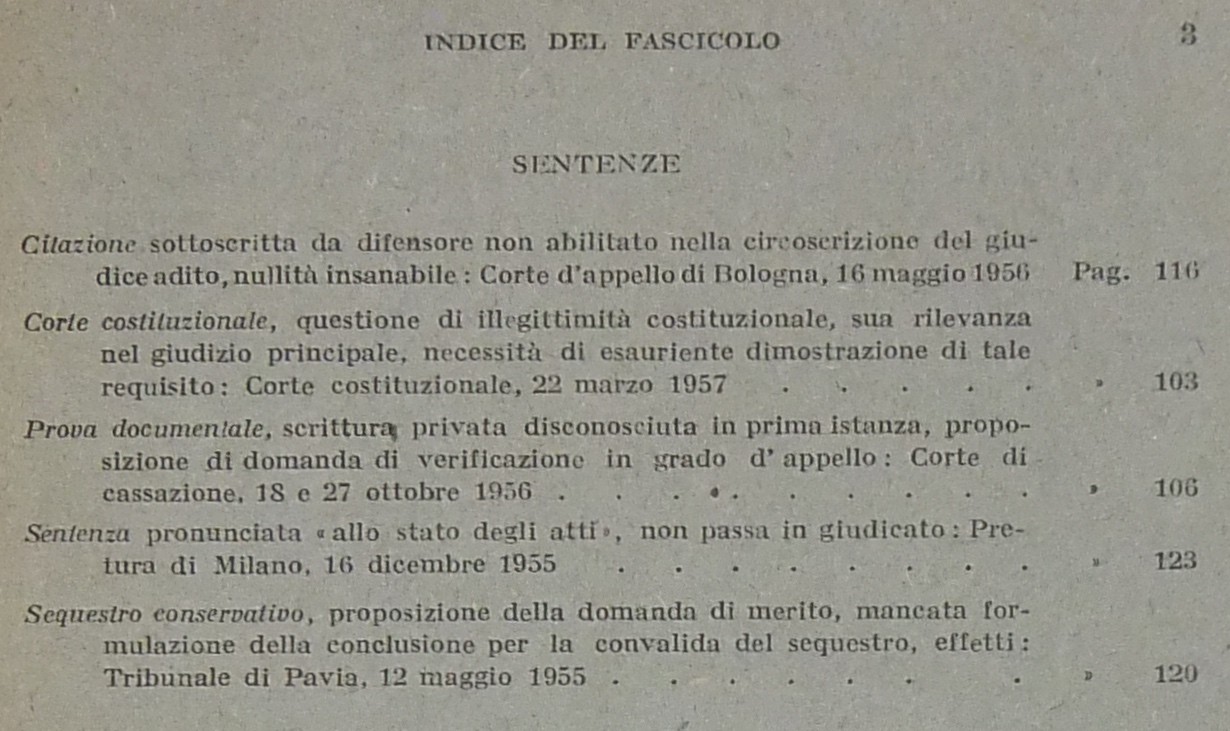 INDICE DEL FASCICOLO 3
SENTENZE
Citazione sottoscritta da difensore non abilitato nella circoscrizione del giu-
dice adito, nullità insanabile : Corte d'appello di Bologna, 16 maggio 1956 Pag. 116
Corte costituzionale, questione di illegittimità costituzionale, sua rilevanza
nel giudizio principale, necessità di esauriente dimostrazione di tale
requisito : Corte costituzionale, 22 marzo 1957 . . . . . » 103
Prova documentale, scrittura privata disconosciuta in prima istanza, propo-
sizione di domanda di verificazione in grado d' appello : Corte di
cassazione, 18 e 27 ottobre 1956 . . . . . . . . . » 106
Sentenza pronunciata « allo stato degli atti », non passa in giudicato : Pre-
tura di Milano, 16 dicembre 1955 . . . . . . . . » 123
Sequestro conservativo, proposizione della domanda di merito, mancata for-
mulazione della conclusione per la convalida del sequestro, effetti :
Tribunale di Pavia, 12 maggio 1955 . . . . . . . » 120